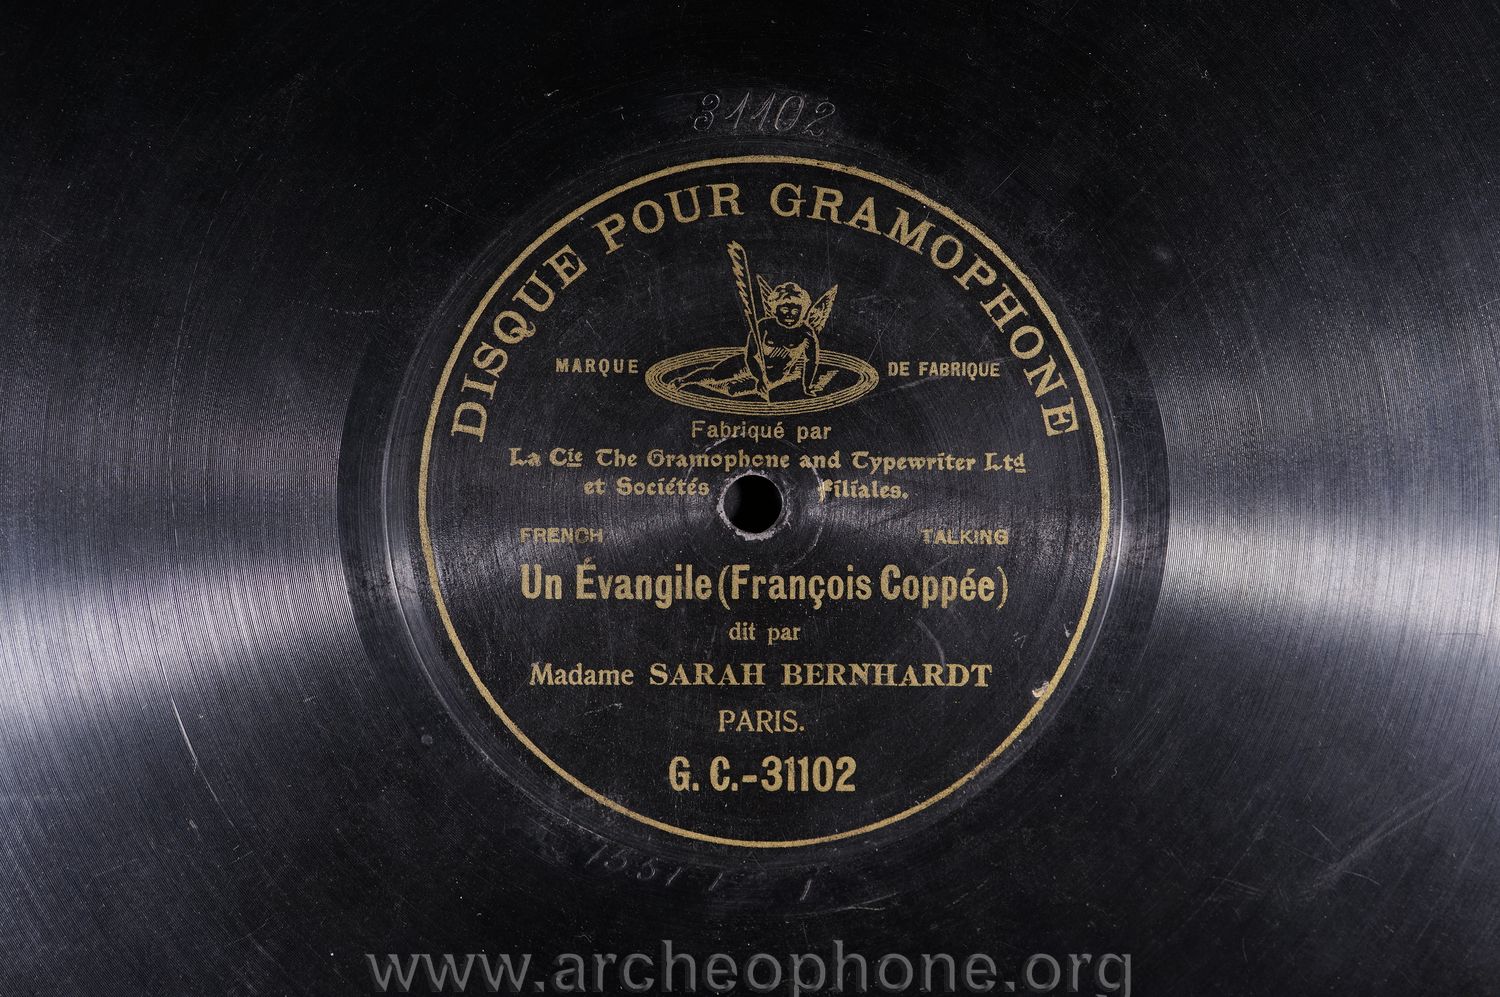 31102
DISQUE POUR GRAMOPHONE
MARQUE DE FABRIQUE
Fabriqué par
La Cie The Gramophone and Typewriter Ltd
et Sociétés filiales.
FRENCH TALKING
Un Évangile (François Coppée)
dit par
Madame SARAH BERNHARDT
PARIS.
G. C.-31102
www.archeophone.org